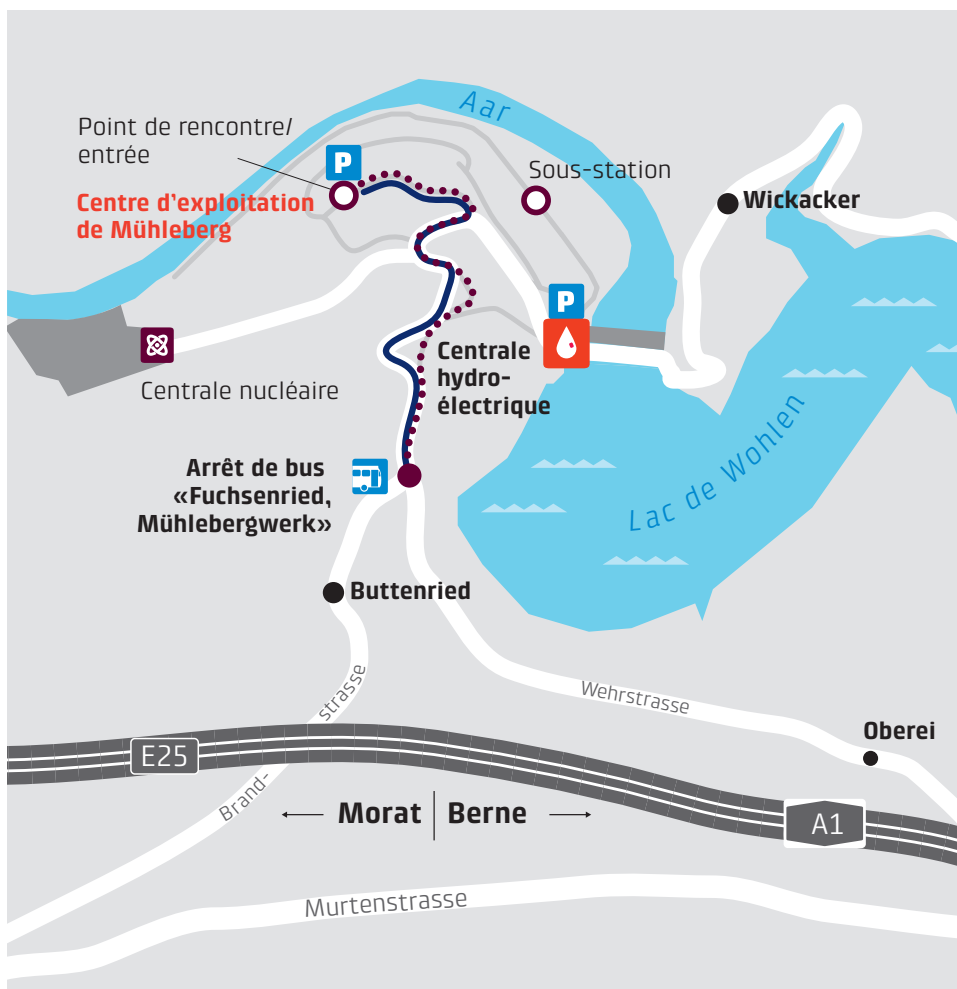 Aar
Point de rencontre/
entrée
P
Sous-station
Centre d'exploitation
de Mühleberg
Wickacker
P
Centrale
hydro-
électrique
Centrale nucléaire
Lac de Wohlen
Arrêt de bus
«Fuchsenried,
Mühlebergwerk»
Buttenried
Wehrstrasse
Brand-
strasse
Oberei
E25
Morat
Berne
A1
Murtenstrasse